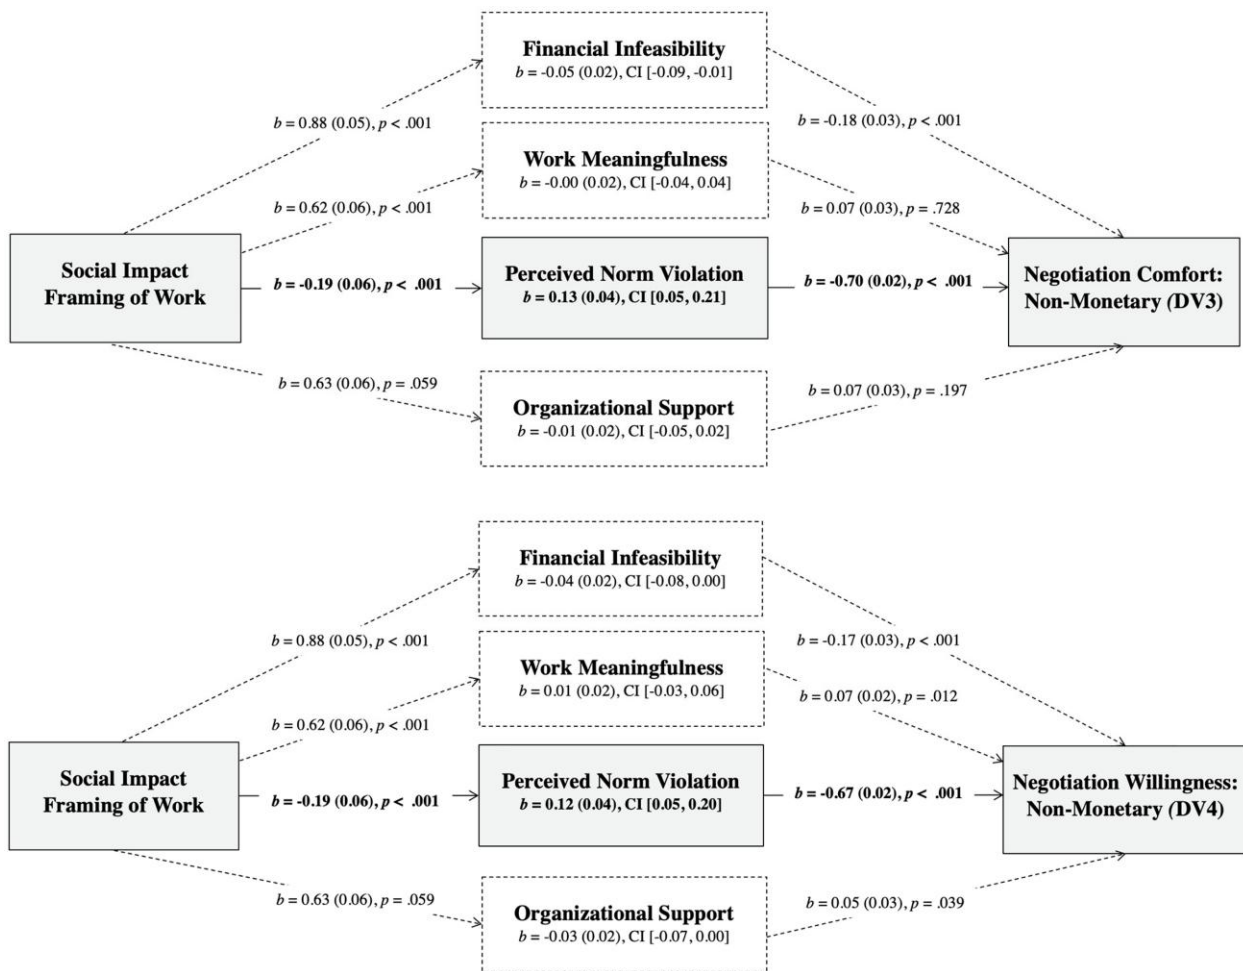 Financial Infeasibility
b = -0.05 (0.02), CI [-0.09, -0.01]
b = 0.88 (0.05), p < .001
b = -0.18 (0.03), p < .001
Work Meaningfulness
b = -0.00 (0.02), CI [-0.04, 0.04]
b = 0.62 (0.06), p < .001
b = 0.07 (0.03), p = .728
Social Impact
Framing of Work
b = -0.19 (0.06), p < .001
Perceived Norm Violation
b = 0.13 (0.04), CI [0.05, 0.21]
b = -0.70 (0.02), p < .001
Negotiation Comfort:
Non-Monetary (DV3)
b = 0.63 (0.06), p = .059
b = 0.07 (0.03), p = .197
Organizational Support
b = -0.01 (0.02), CI [-0.05, 0.02]
Financial Infeasibility
b = -0.04 (0.02), CI [-0.08, 0.00]
b = 0.88 (0.05), p < .001
b = -0.17 (0.03), p < .001
Work Meaningfulness
b = 0.01 (0.02), CI [-0.03, 0.06]
b = 0.62 (0.06), p < .001
b = 0.07 (0.02), p = .012
Social Impact
Framing of Work
b = -0.19 (0.06), p < .001
Perceived Norm Violation
b = 0.12 (0.04), CI [0.05, 0.20]
b = -0.67 (0.02), p < .001
Negotiation Willingness:
Non-Monetary (DV4)
b = 0.63 (0.06), p = .059
b = 0.05 (0.03), p = .039
Organizational Support
b = -0.03 (0.02), CI [-0.07, 0.00]